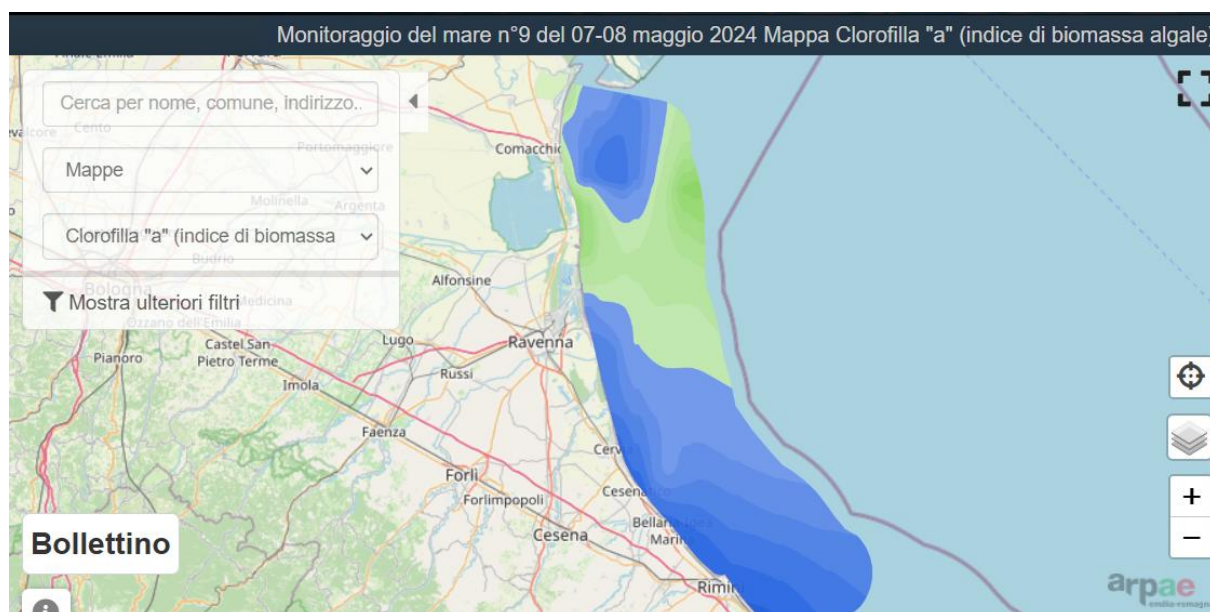 Monitoraggio del mare n°9 del 07-08 maggio 2024 Mappa Clorofilla "a" (indice di biomassa algale)
Cerca per nome, comune, indirizzo..
Cento
Portomaggiore
Comacchio
Mappe
Molinella
Argenta
Clorofilla "a" (indice di biomassa
Budrio
Bologna
Mostra ulteriori filtri
Medicina
Alfonsine
Ozzano dell'Emilia
Castel San
Pietro Terme
Lugo
Ravenna
Pianoro
Imola
Russi
Faenza
Cervia
Forlì
Forlimpopoli
Cesenatico
Bollettino
Cesena
Bellaria-Igea
Marina
Rimini
+
−
arpae
emilia-romagna